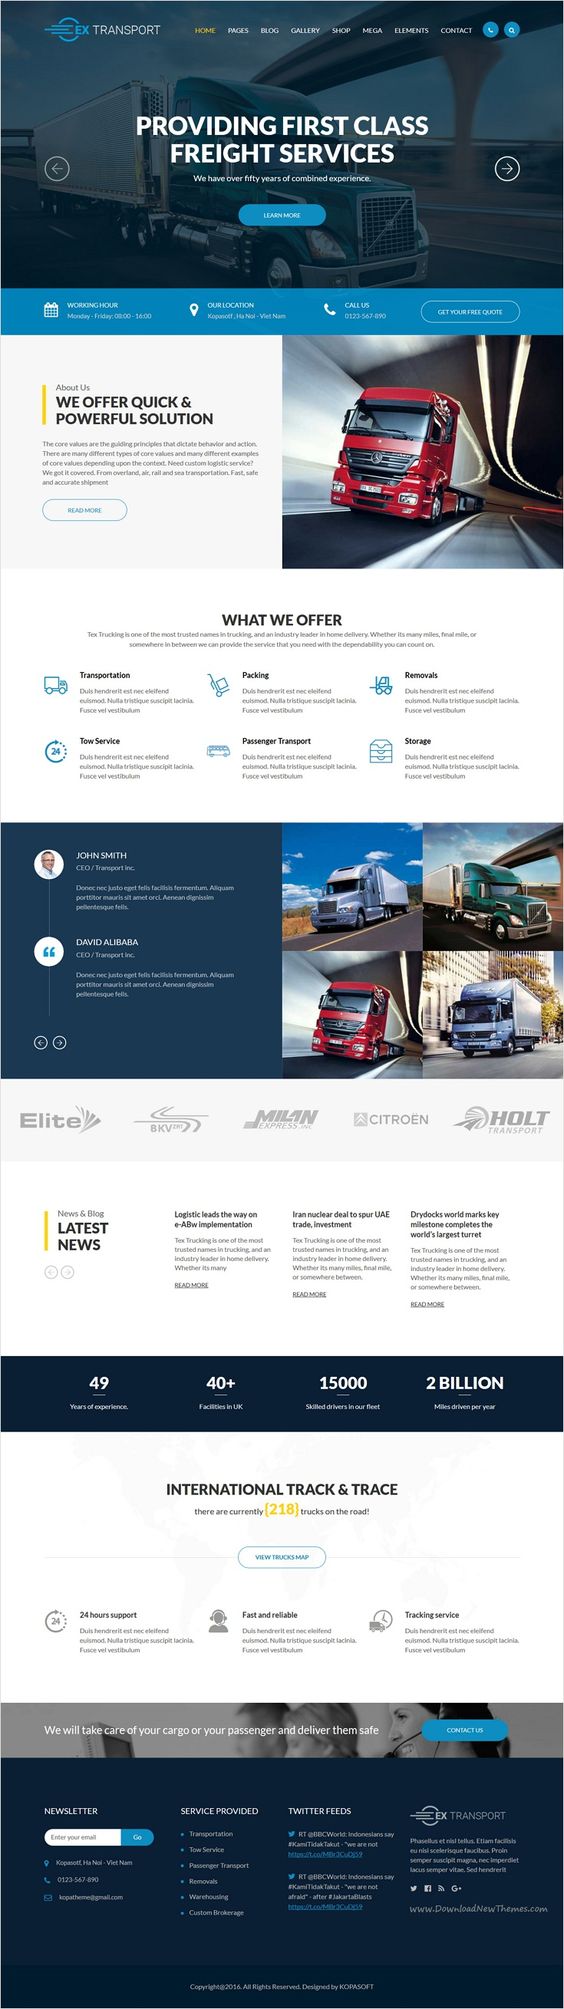 EX TRANSPORT
HOME PAGES BLOG GALLERY SHOP MEGA ELEMENTS CONTACT
PROVIDING FIRST CLASS
FREIGHT SERVICES
We have over fifty years of combined experience.
LEARN MORE
WORKING HOUR
Monday - Friday: 08:00 - 16:00
OUR LOCATION
Kopasotf , Ha Noi - Viet Nam
CALL US
0123-567-890
GET YOUR FREE QUOTE
About Us
WE OFFER QUICK &
POWERFUL SOLUTION
The core values are the guiding principles that dictate behavior and action.
There are many different types of core values and many different examples
of core values depending upon the context. Need custom logistic service?
We got it covered. From overland, air, rail and sea transportation. Fast, safe
and accurate shipment
READ MORE
WHAT WE OFFER
Tex Trucking is one of the most trusted names in trucking, and an industry leader in home delivery. Whether its many miles, final mile, or
somewhere in between we can provide the service that you need with the dependability you can count on.
Transportation
Duis hendrerit est nec eleifend
euismod. Nulla tristique suscipit lacinia.
Fusce vel vestibulum
Packing
Duis hendrerit est nec eleifend
euismod. Nulla tristique suscipit lacinia.
Fusce vel vestibulum
Removals
Duis hendrerit est nec eleifend
euismod. Nulla tristique suscipit lacinia.
Fusce vel vestibulum
24
Tow Service
Duis hendrerit est nec eleifend
euismod. Nulla tristique suscipit lacinia.
Fusce vel vestibulum
Passenger Transport
Duis hendrerit est nec eleifend
euismod. Nulla tristique suscipit lacinia.
Fusce vel vestibulum
Storage
Duis hendrerit est nec eleifend
euismod. Nulla tristique suscipit lacinia.
Fusce vel vestibulum
JOHN SMITH
CEO / Transport inc.
Donec nec justo eget felis facilisis fermentum. Aliquam
porttitor mauris sit amet orci. Aenean dignissim
pellentesque felis.
DAVID ALIBABA
CEO / Transport inc.
Donec nec justo eget felis facilisis fermentum. Aliquam
porttitor mauris sit amet orci. Aenean dignissim
pellentesque felis.
Elite
BKV ZRT
MILAN
EXPRESS, INC
CITROËN
HOLT
TRANSPORT
News & Blog
LATEST
NEWS
Logistic leads the way on
e-ABw implementation
Tex Trucking is one of the most
trusted names in trucking, and an
industry leader in home delivery.
Whether its many
READ MORE
Iran nuclear deal to spur UAE
trade, investment
Tex Trucking is one of the most
trusted names in trucking, and an
industry leader in home delivery.
Whether its many miles, final mile,
or somewhere between.
READ MORE
Drydocks world marks key
milestone completes the
world's largest turret
Tex Trucking is one of the most
trusted names in trucking, and an
industry leader in home delivery.
Whether its many miles, final mile,
or somewhere between.
READ MORE
49
Years of experience.
40+
Facilities in UK
15000
Skilled drivers in our fleet
2 BILLION
Miles driven per year
INTERNATIONAL TRACK & TRACE
there are currently {218} trucks on the road!
VIEW TRUCKS MAP
24
24 hours support
Duis hendrerit est nec eleifend
euismod. Nulla tristique suscipit lacinia.
Fusce vel vestibulum
Fast and reliable
Duis hendrerit est nec eleifend
euismod. Nulla tristique suscipit lacinia.
Fusce vel vestibulum
Tracking service
Duis hendrerit est nec eleifend
euismod. Nulla tristique suscipit lacinia.
Fusce vel vestibulum
We will take care of your cargo or your passenger and deliver them safe
CONTACT US
NEWSLETTER
Enter your email Go
Kopasotf, Ha Noi - Viet Nam
0123-567-890
kopatheme@gmail.com
SERVICE PROVIDED
Transportation
Tow Service
Passenger Transport
Removals
Warehousing
Custom Brokerage
TWITTER FEEDS
RT @BBCWorld: Indonesians say
#KamiTidakTakut - "we are not
https://t.co/MBr3CuDj59
RT @BBCWorld: Indonesians say
#KamiTidakTakut - "we are not
afraid" - after #JakartaBlasts
https://t.co/MBr3CuDj59
EX TRANSPORT
Phasellus et nisl tellus. Etiam facilisis
eu nisi scelerisque faucibus. Proin
semper suscipit magna, nec imperdiet
lacus semper vitae. Sed hendrerit
www.DownloadNewThemes.com
Copyright@2016. All Rights Reserved. Designed by KOPASOFT